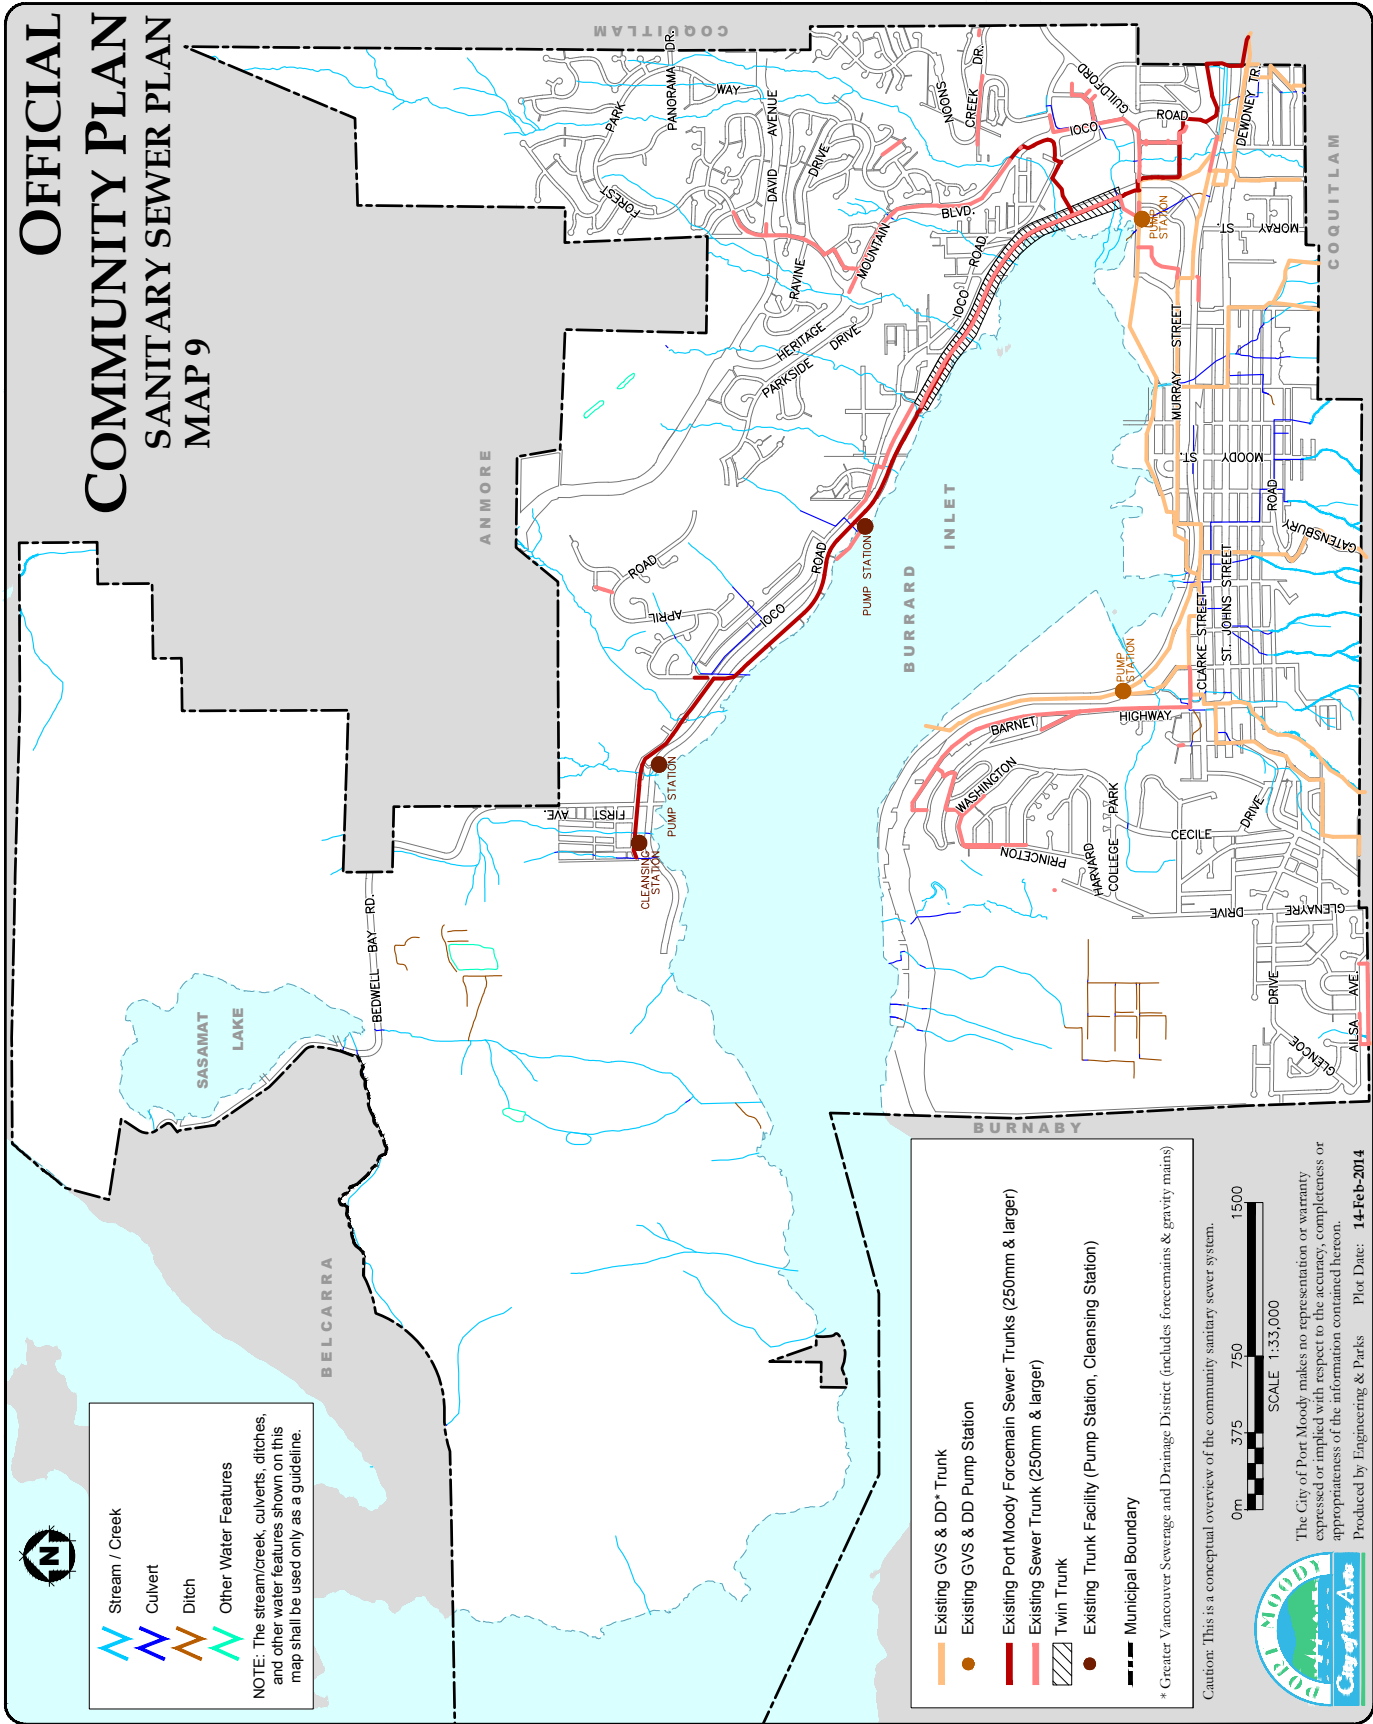 OFFICIAL
COMMUNITY PLAN
SANITARY SEWER PLAN
MAP 9
N
Stream / Creek
Culvert
Ditch
Other Water Features
NOTE: The stream/creek, culverts, ditches,
and other water features shown on this
map shall be used only as a guideline.
COQUITLAM
PARK
PANORAMA DR.
WAY
AVENUE
DAVID
DRIVE
FOREST
NOONS
CREEK DR.
GUILDFORD
IOCO
ROAD
DEWDNEY TR.
COQUITLAM
BLVD.
MOUNTAIN
RAVINE
HERITAGE
PARKSIDE DRIVE
IOCO ROAD
PUMP
STATION
MORAY ST.
MURRAY STREET
MOODY ST.
ROAD
GATENSBURY
ANMORE
APRIL ROAD
IOCO ROAD
PUMP STATION
BURRARD
INLET
PUMP
STATION
CLARKE STREET
ST. JOHNS STREET
PUMP STATION
FIRST AVE.
CLEANSING
STATION
BARNET
HIGHWAY
WASHINGTON
PRINCETON
HARVARD
COLLEGE PARK
CECILE
DRIVE
GLENAYRE
DRIVE
DRIVE
GLENCOE
AILSA AVE.
BEDWELL BAY RD.
SASAMAT
LAKE
BELCARRA
BURNABY
Existing GVS & DD* Trunk
Existing GVS & DD Pump Station
Existing Port Moody Forcemain Sewer Trunks (250mm & larger)
Existing Sewer Trunk (250mm & larger)
Twin Trunk
Existing Trunk Facility (Pump Station, Cleansing Station)
Municipal Boundary
* Greater Vancouver Sewerage and Drainage District (includes forecemains & gravity mains)
Caution: This is a conceptual overview of the community sanitary sewer system.
0m 375 750 1500
SCALE 1:33,000
The City of Port Moody makes no representation or warranty
expressed or implied with respect to the accuracy, completeness or
appropriateness of the information contained hereon.
Produced by Engineering & Parks Plot Date: 14-Feb-2014
PORT MOODY
City of the Arts